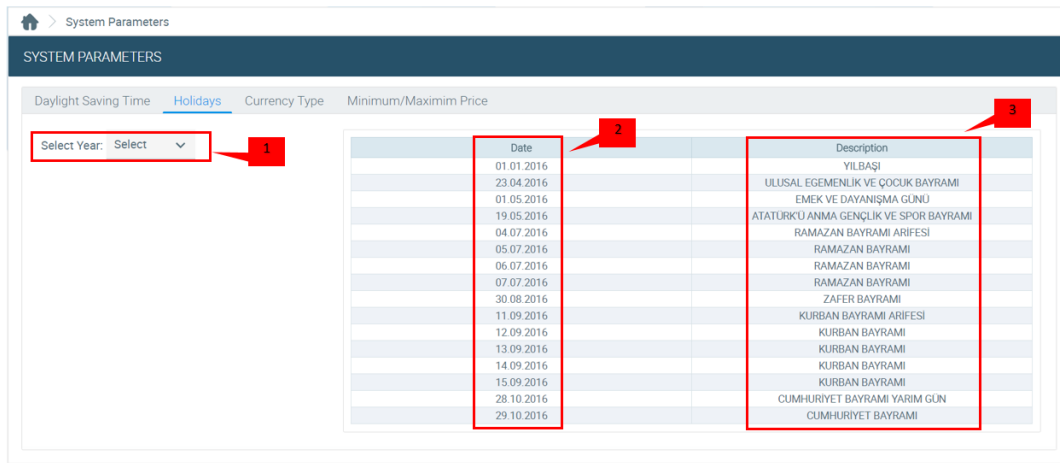 System Parameters
SYSTEM PARAMETERS
Daylight Saving Time Holidays Currency Type Minimum/Maximim Price
3
2
Select Year: Select
1
Date Description
01.01.2016 YILBAŞI
23.04.2016 ULUSAL EGEMENLİK VE ÇOCUK BAYRAMI
01.05.2016 EMEK VE DAYANIŞMA GÜNÜ
19.05.2016 ATATÜRK'Ü ANMA GENÇLİK VE SPOR BAYRAMI
04.07.2016 RAMAZAN BAYRAMI ARİFESİ
05.07.2016 RAMAZAN BAYRAMI
06.07.2016 RAMAZAN BAYRAMI
07.07.2016 RAMAZAN BAYRAMI
30.08.2016 ZAFER BAYRAMI
11.09.2016 KURBAN BAYRAMI ARİFESİ
12.09.2016 KURBAN BAYRAMI
13.09.2016 KURBAN BAYRAMI
14.09.2016 KURBAN BAYRAMI
15.09.2016 KURBAN BAYRAMI
28.10.2016 CUMHURİYET BAYRAMI YARIM GÜN
29.10.2016 CUMHURİYET BAYRAMI